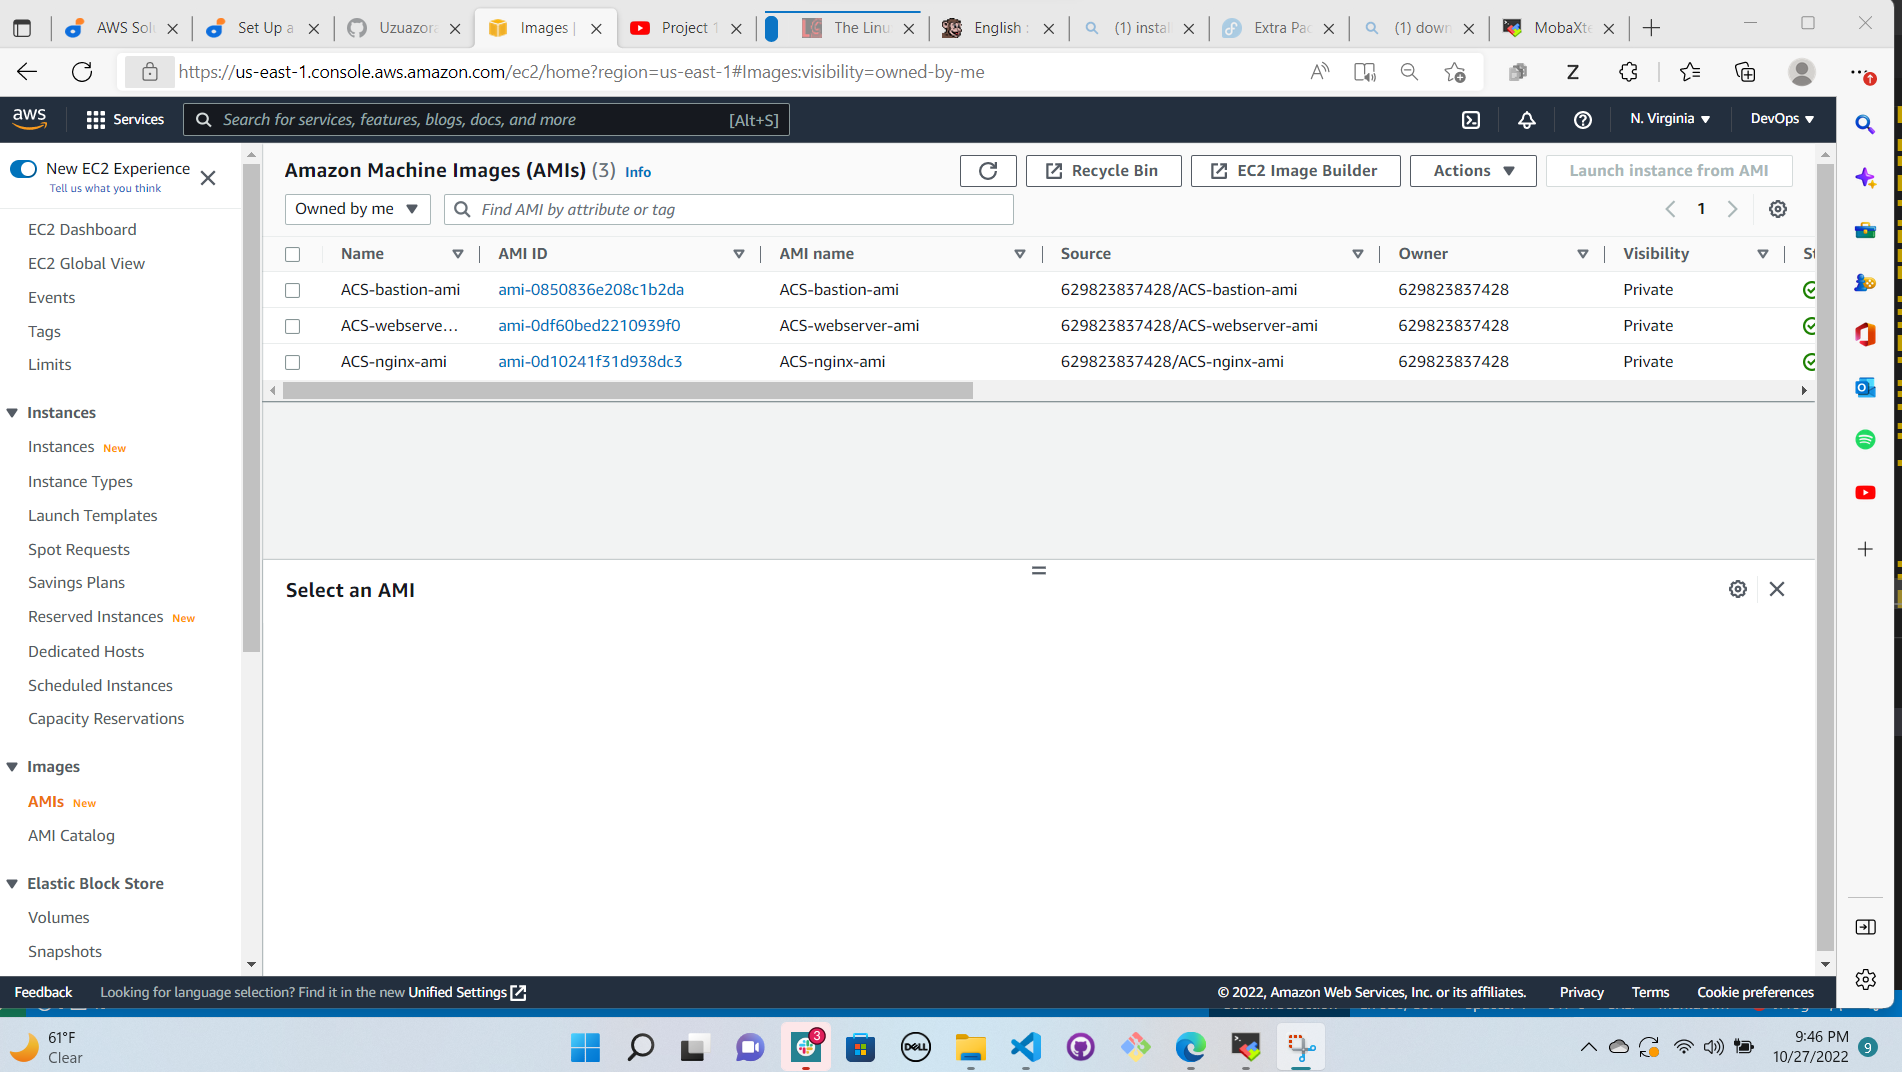 AWS Solu
Set Up a
Uzuazora
Images |
Project 1
The Linu
English :
(1) instal
Extra Pac
(1) down
MobaXte
https://us-east-1.console.aws.amazon.com/ec2/home?region=us-east-1#Images:visibility=owned-by-me
aws
Services
Search for services, features, blogs, docs, and more
[Alt+S]
N. Virginia
DevOps
New EC2 Experience
Tell us what you think
EC2 Dashboard
EC2 Global View
Events
Tags
Limits
Instances
Instances New
Instance Types
Launch Templates
Spot Requests
Savings Plans
Reserved Instances New
Dedicated Hosts
Scheduled Instances
Capacity Reservations
Images
AMIs New
AMI Catalog
Elastic Block Store
Volumes
Snapshots
Amazon Machine Images (AMIs) (3) Info
Recycle Bin
EC2 Image Builder
Actions
Launch instance from AMI
Owned by me
Find AMI by attribute or tag
1
Name AMI ID AMI name Source Owner Visibility St
ACS-bastion-ami ami-0850836e208c1b2da ACS-bastion-ami 629823837428/ACS-bastion-ami 629823837428 Private
ACS-webserve… ami-0df60bed2210939f0 ACS-webserver-ami 629823837428/ACS-webserver-ami 629823837428 Private
ACS-nginx-ami ami-0d10241f31d938dc3 ACS-nginx-ami 629823837428/ACS-nginx-ami 629823837428 Private
Select an AMI
Feedback
Looking for language selection? Find it in the new Unified Settings
© 2022, Amazon Web Services, Inc. or its affiliates.
Privacy
Terms
Cookie preferences
61°F
Clear
3
DELL
9:46 PM
10/27/2022
9